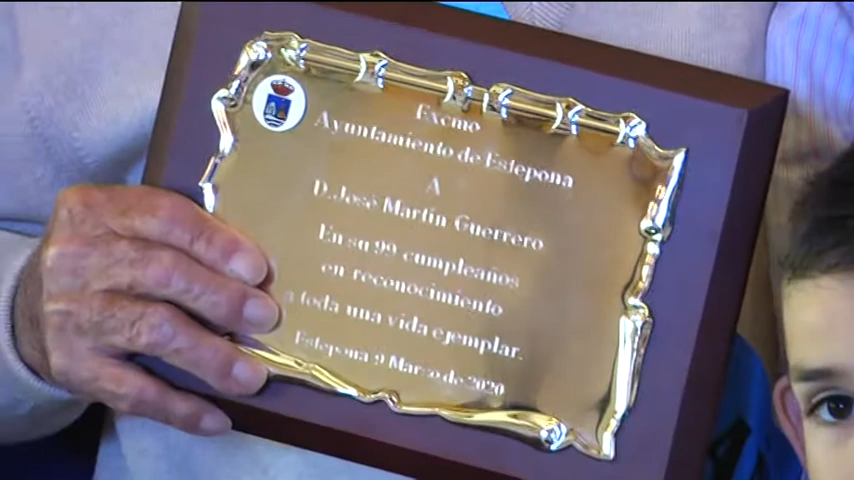 Excmo
Ayuntamiento de Estepona
A
D.José Martín Guerrero
En su 99 cumpleaños
en reconocimiento
a toda una vida ejemplar
Estepona 9 Marzo de 2020